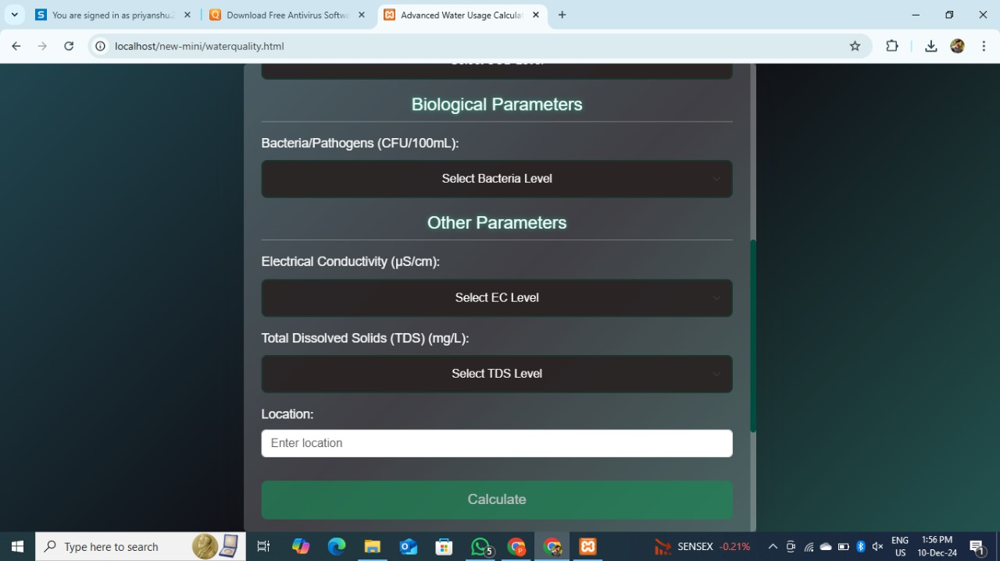 You are signed in as priyanshu.
Download Free Antivirus Softwa
Advanced Water Usage Calcula
localhost/new-mini/waterquality.html
Biological Parameters
Bacteria/Pathogens (CFU/100mL):
Select Bacteria Level
Other Parameters
Electrical Conductivity (µS/cm):
Select EC Level
Total Dissolved Solids (TDS) (mg/L):
Select TDS Level
Location:
Enter location
Calculate
Type here to search
5
SENSEX -0.21%
ENG
US
1:56 PM
10-Dec-24
1